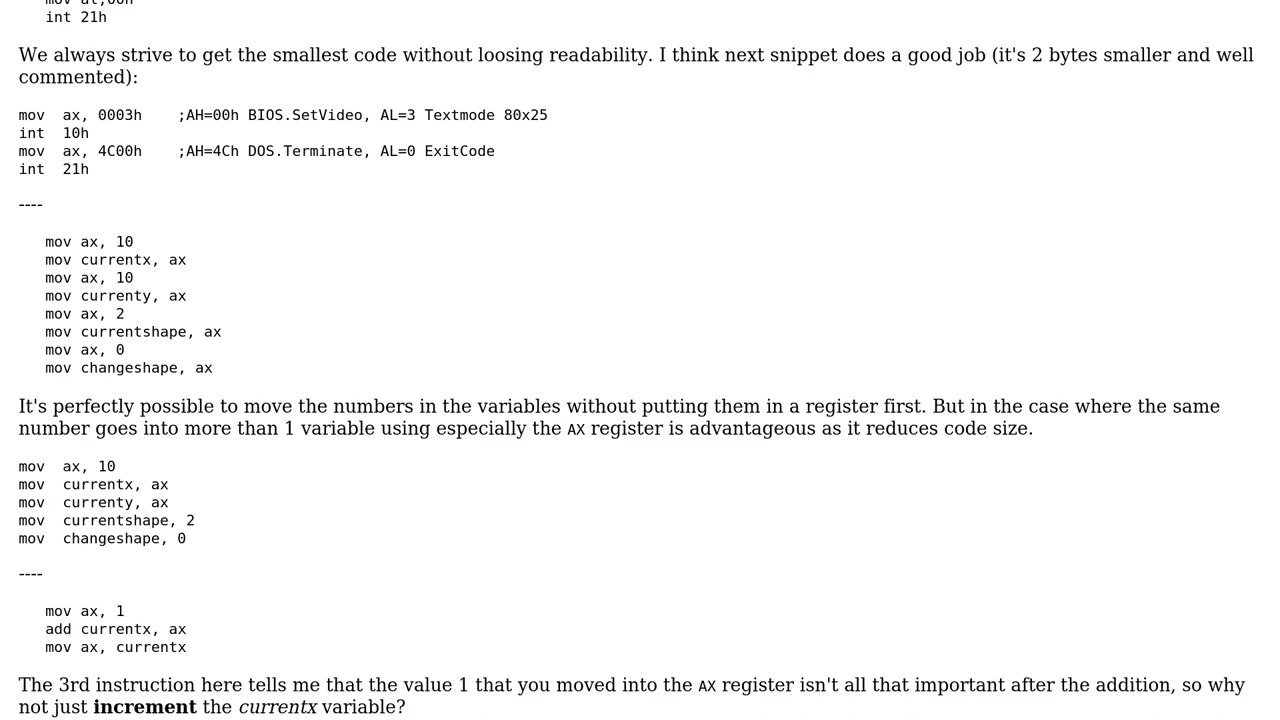 int 21h
We always strive to get the smallest code without loosing readability. I think next snippet does a good job (it's 2 bytes smaller and well
commented):
mov  ax, 0003h    ;AH=00h BIOS.SetVideo, AL=3 Textmode 80x25
int  10h
mov  ax, 4C00h    ;AH=4Ch DOS.Terminate, AL=0 ExitCode
int  21h
----
mov ax, 10
mov currentx, ax
mov ax, 10
mov currenty, ax
mov ax, 2
mov currentshape, ax
mov ax, 0
mov changeshape, ax
It's perfectly possible to move the numbers in the variables without putting them in a register first. But in the case where the same
number goes into more than 1 variable using especially the AX register is advantageous as it reduces code size.
mov  ax, 10
mov  currentx, ax
mov  currenty, ax
mov  currentshape, 2
mov  changeshape, 0
----
mov ax, 1
add currentx, ax
mov ax, currentx
The 3rd instruction here tells me that the value 1 that you moved into the AX register isn't all that important after the addition, so why
not just increment the currentx variable?